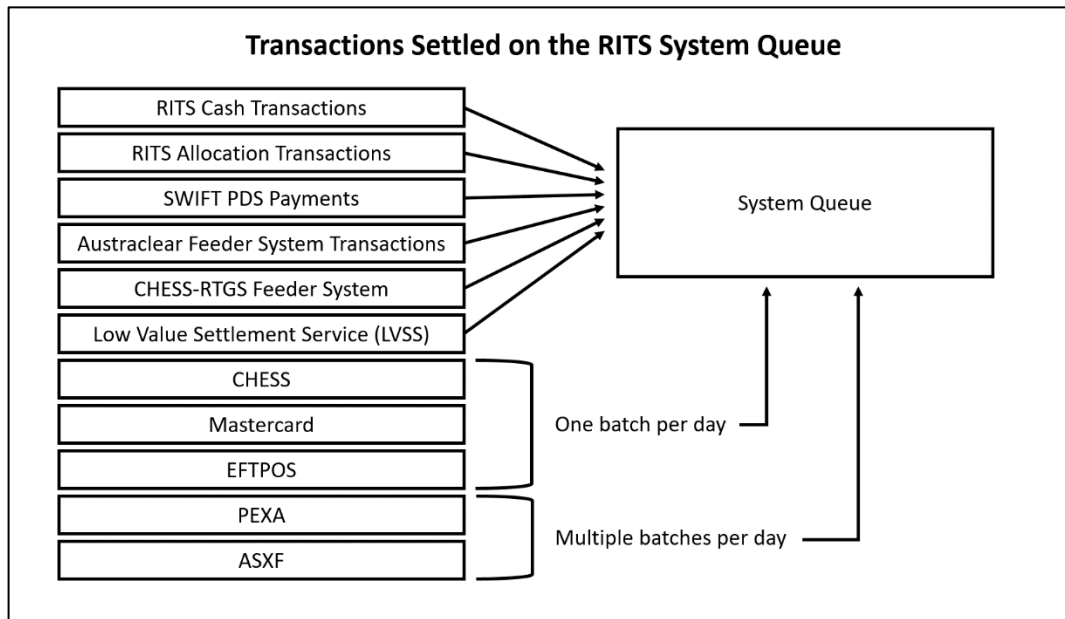 Transactions Settled on the RITS System Queue
RITS Cash Transactions
RITS Allocation Transactions
SWIFT PDS Payments
Austraclear Feeder System Transactions
CHESS-RTGS Feeder System
Low Value Settlement Service (LVSS)
CHESS
Mastercard
EFTPOS
PEXA
ASXF
System Queue
One batch per day
Multiple batches per day